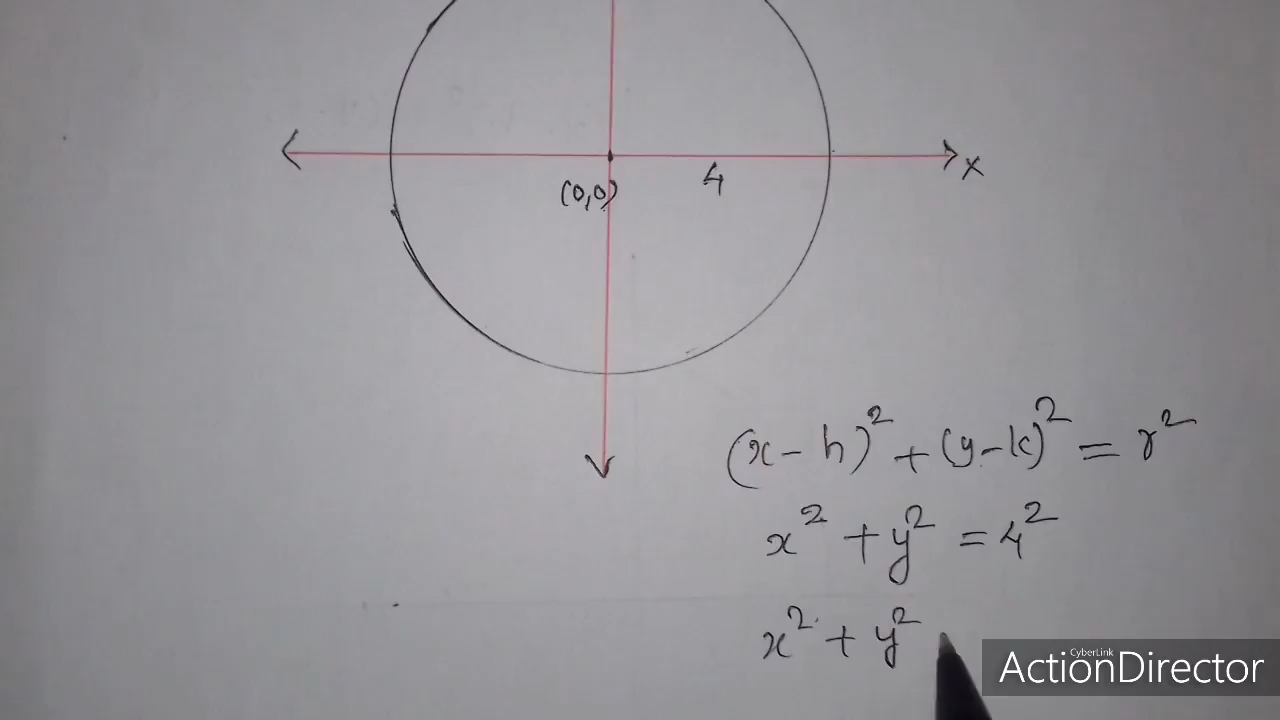 x
(0,0) 4
(x-h)² + (y-k)² = r²
x² + y² = 4²
x² + y²
CyberLink
ActionDirector